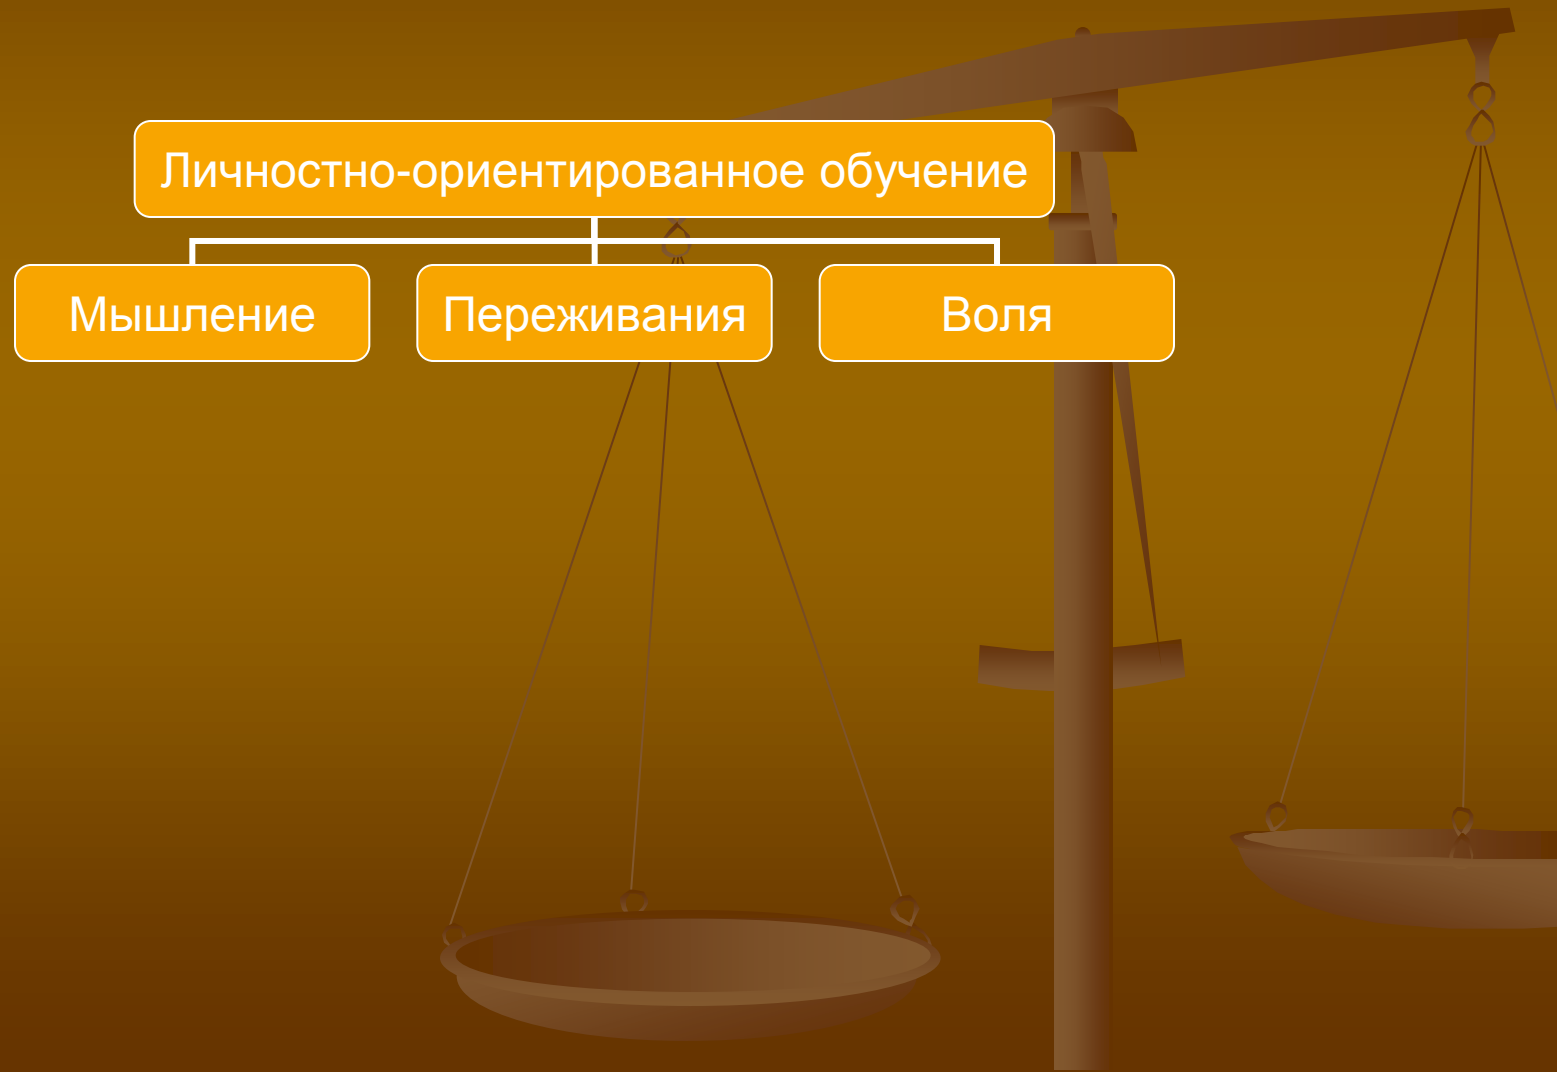 Личностно-ориентированное обучение
Мышление
Переживания
Воля